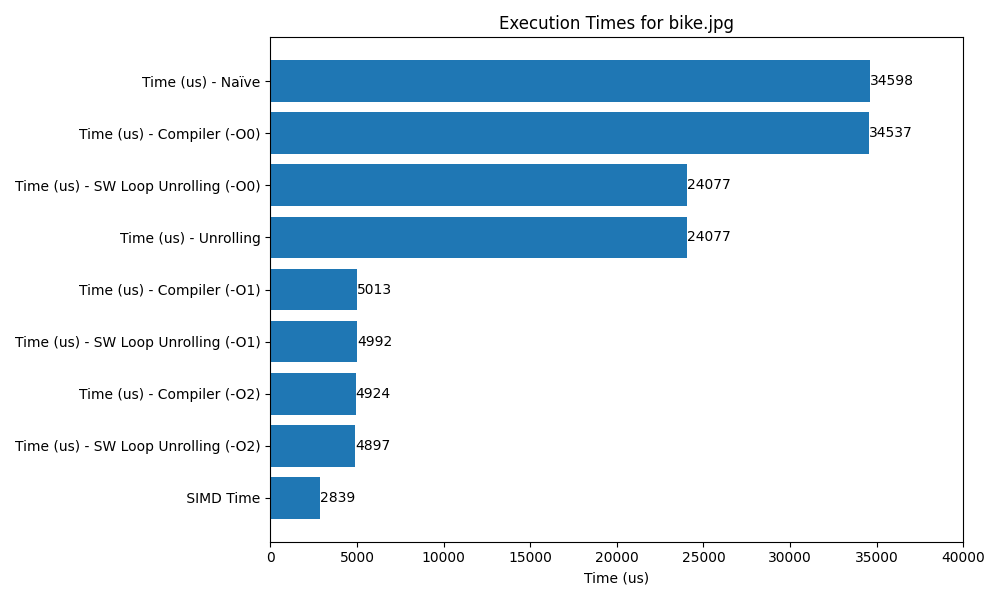 Execution Times for bike.jpg
Time (us) - Naïve 34598
Time (us) - Compiler (-O0) 34537
Time (us) - SW Loop Unrolling (-O0) 24077
Time (us) - Unrolling 24077
Time (us) - Compiler (-O1) 5013
Time (us) - SW Loop Unrolling (-O1) 4992
Time (us) - Compiler (-O2) 4924
Time (us) - SW Loop Unrolling (-O2) 4897
SIMD Time 2839
0 5000 10000 15000 20000 25000 30000 35000 40000
Time (us)